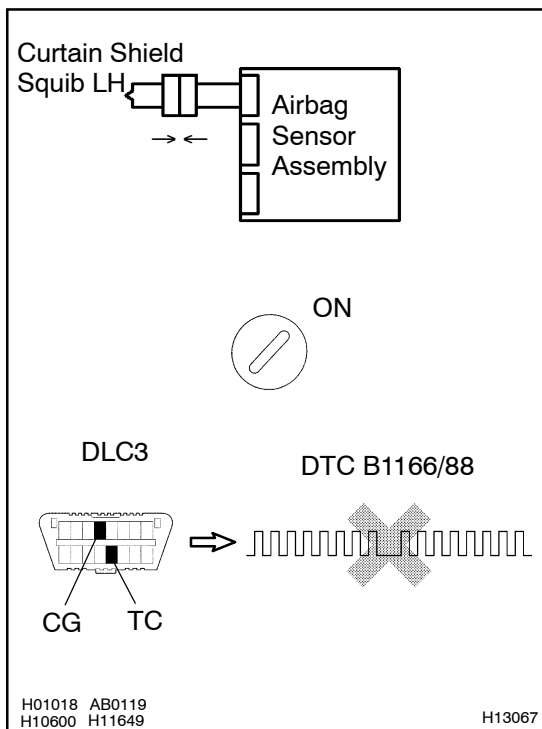 Curtain Shield
Squib LH
Airbag
Sensor
Assembly
ON
DLC3
DTC B1166/88
CG
TC
H01018 AB0119
H10600 H11649
H13067